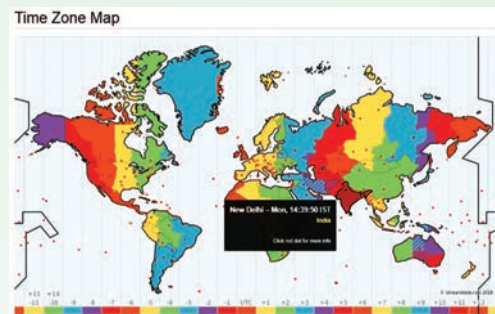 Time Zone Map
New Delhi – Mon, 14:39:50 IST
India
Click red dot for more info
+13 +14
-11 -10 -9 -8 -7 -6 -5 -4 -3 -2 -1 UTC +1 +2 +3 +4 +5 +6 +7 +8 +9 +10 +11 +12